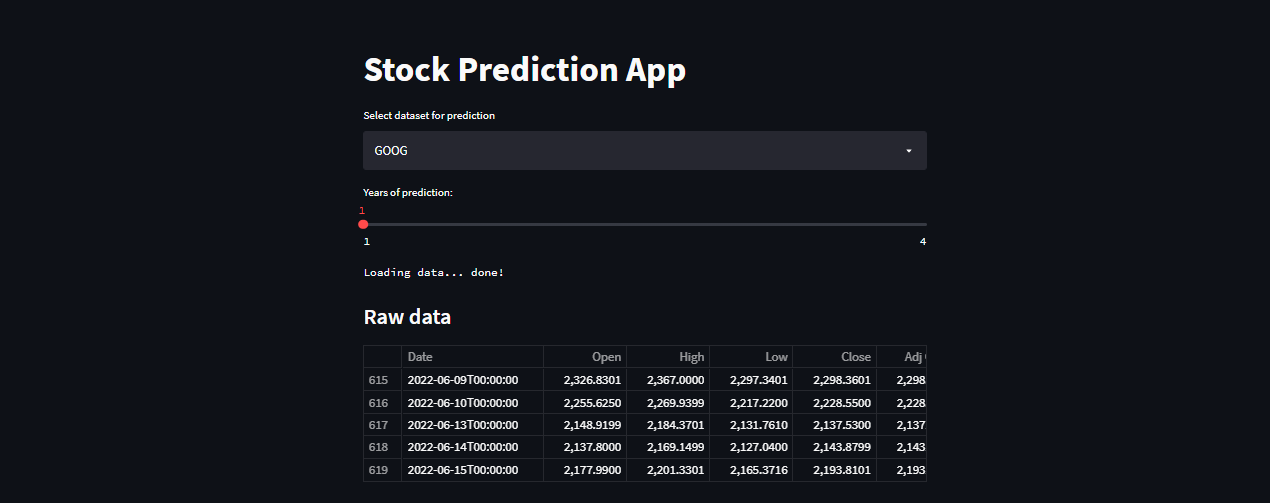 Stock Prediction App
Select dataset for prediction
GOOG
Years of prediction:
1
1 4
Loading data... done!
Raw data
Date Open High Low Close Adj
615 2022-06-09T00:00:00 2,326.8301 2,367.0000 2,297.3401 2,298.3601 2,298.
616 2022-06-10T00:00:00 2,255.6250 2,269.9399 2,217.2200 2,228.5500 2,228.
617 2022-06-13T00:00:00 2,148.9199 2,184.3701 2,131.7610 2,137.5300 2,137.
618 2022-06-14T00:00:00 2,137.8000 2,169.1499 2,127.0400 2,143.8799 2,143.
619 2022-06-15T00:00:00 2,177.9900 2,201.3301 2,165.3716 2,193.8101 2,193.